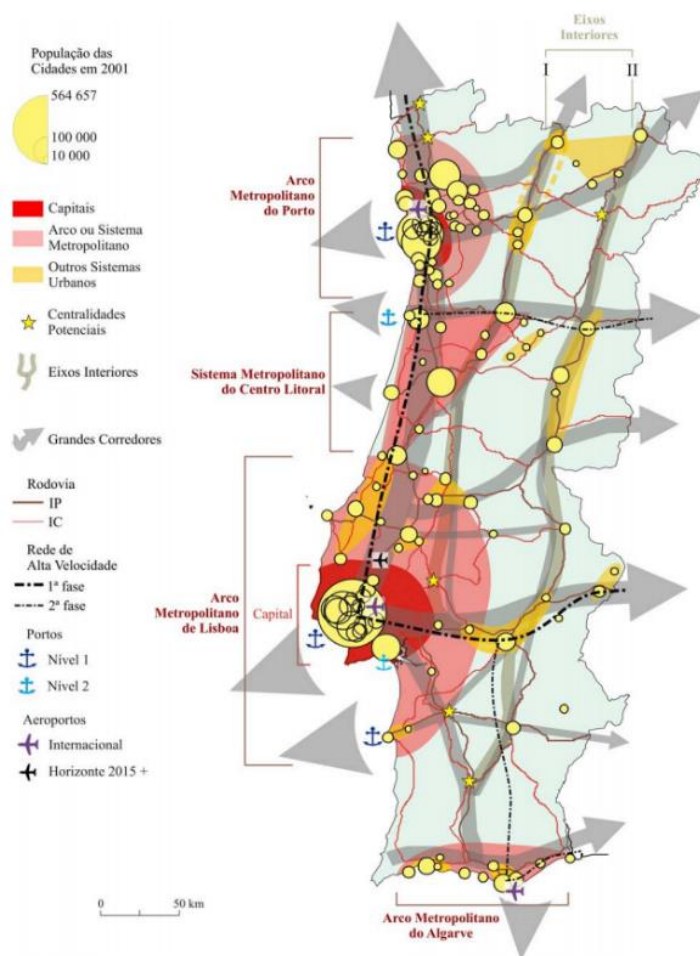 População das
Cidades em 2001
564 657
100 000
10 000
Capitais
Arco ou Sistema
Metropolitano
Outros Sistemas
Urbanos
Centralidades
Potenciais
Eixos Interiores
Grandes Corredores
Rodovia
IP
IC
Rede de
Alta Velocidade
1ª fase
2ª fase
Portos
Nível 1
Nível 2
Aeroportos
Internacional
Horizonte 2015 +
0 50 km
Eixos
Interiores
I II
Arco
Metropolitano
do Porto
Sistema Metropolitano
do Centro Litoral
Arco
Metropolitano
de Lisboa
Capital
Arco Metropolitano
do Algarve